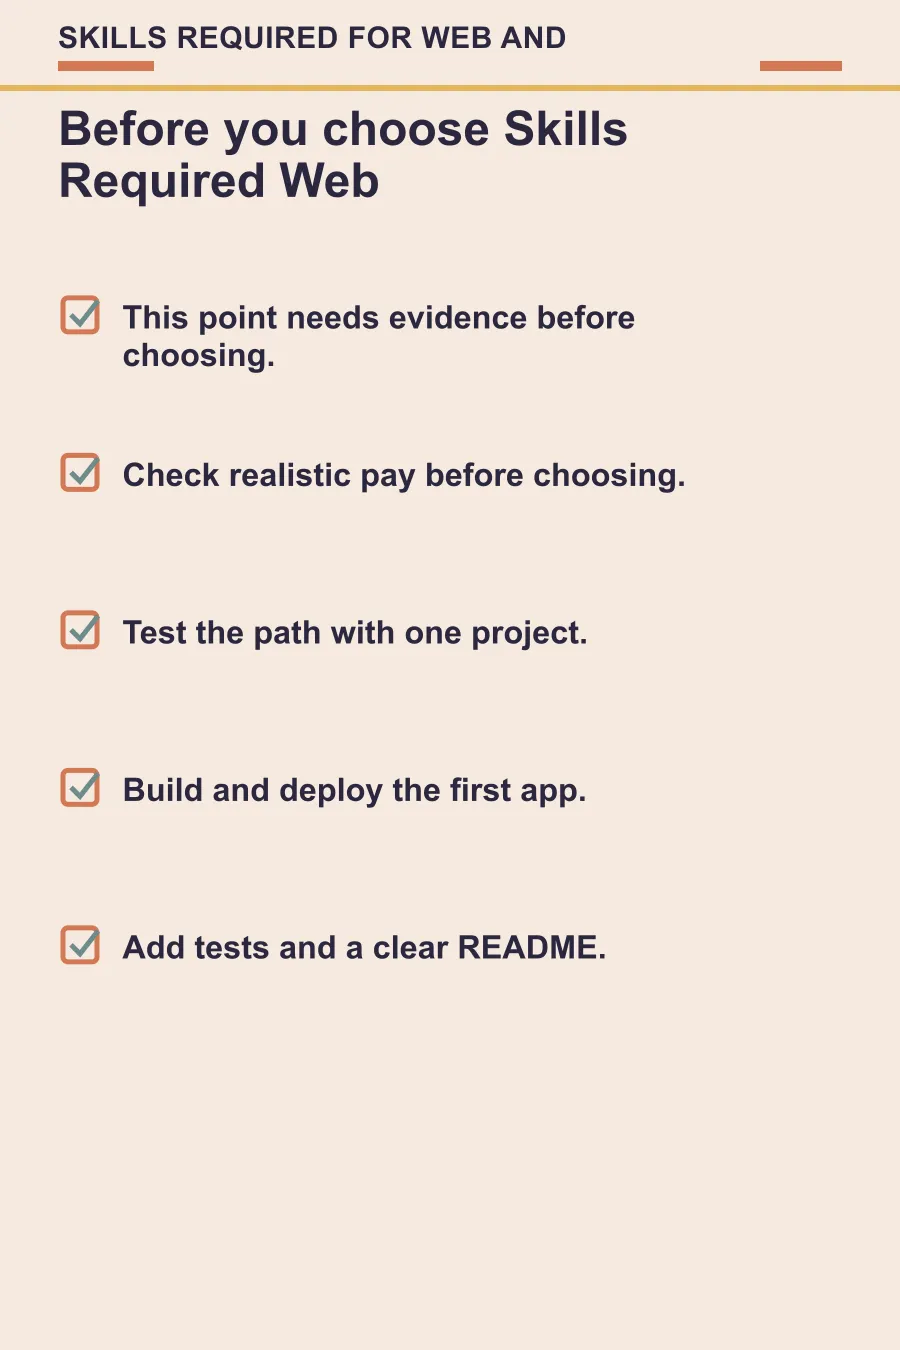 SKILLS REQUIRED FOR WEB AND
Before you choose Skills
Required Web
This point needs evidence before
choosing.
Check realistic pay before choosing.
Test the path with one project.
Build and deploy the first app.
Add tests and a clear README.